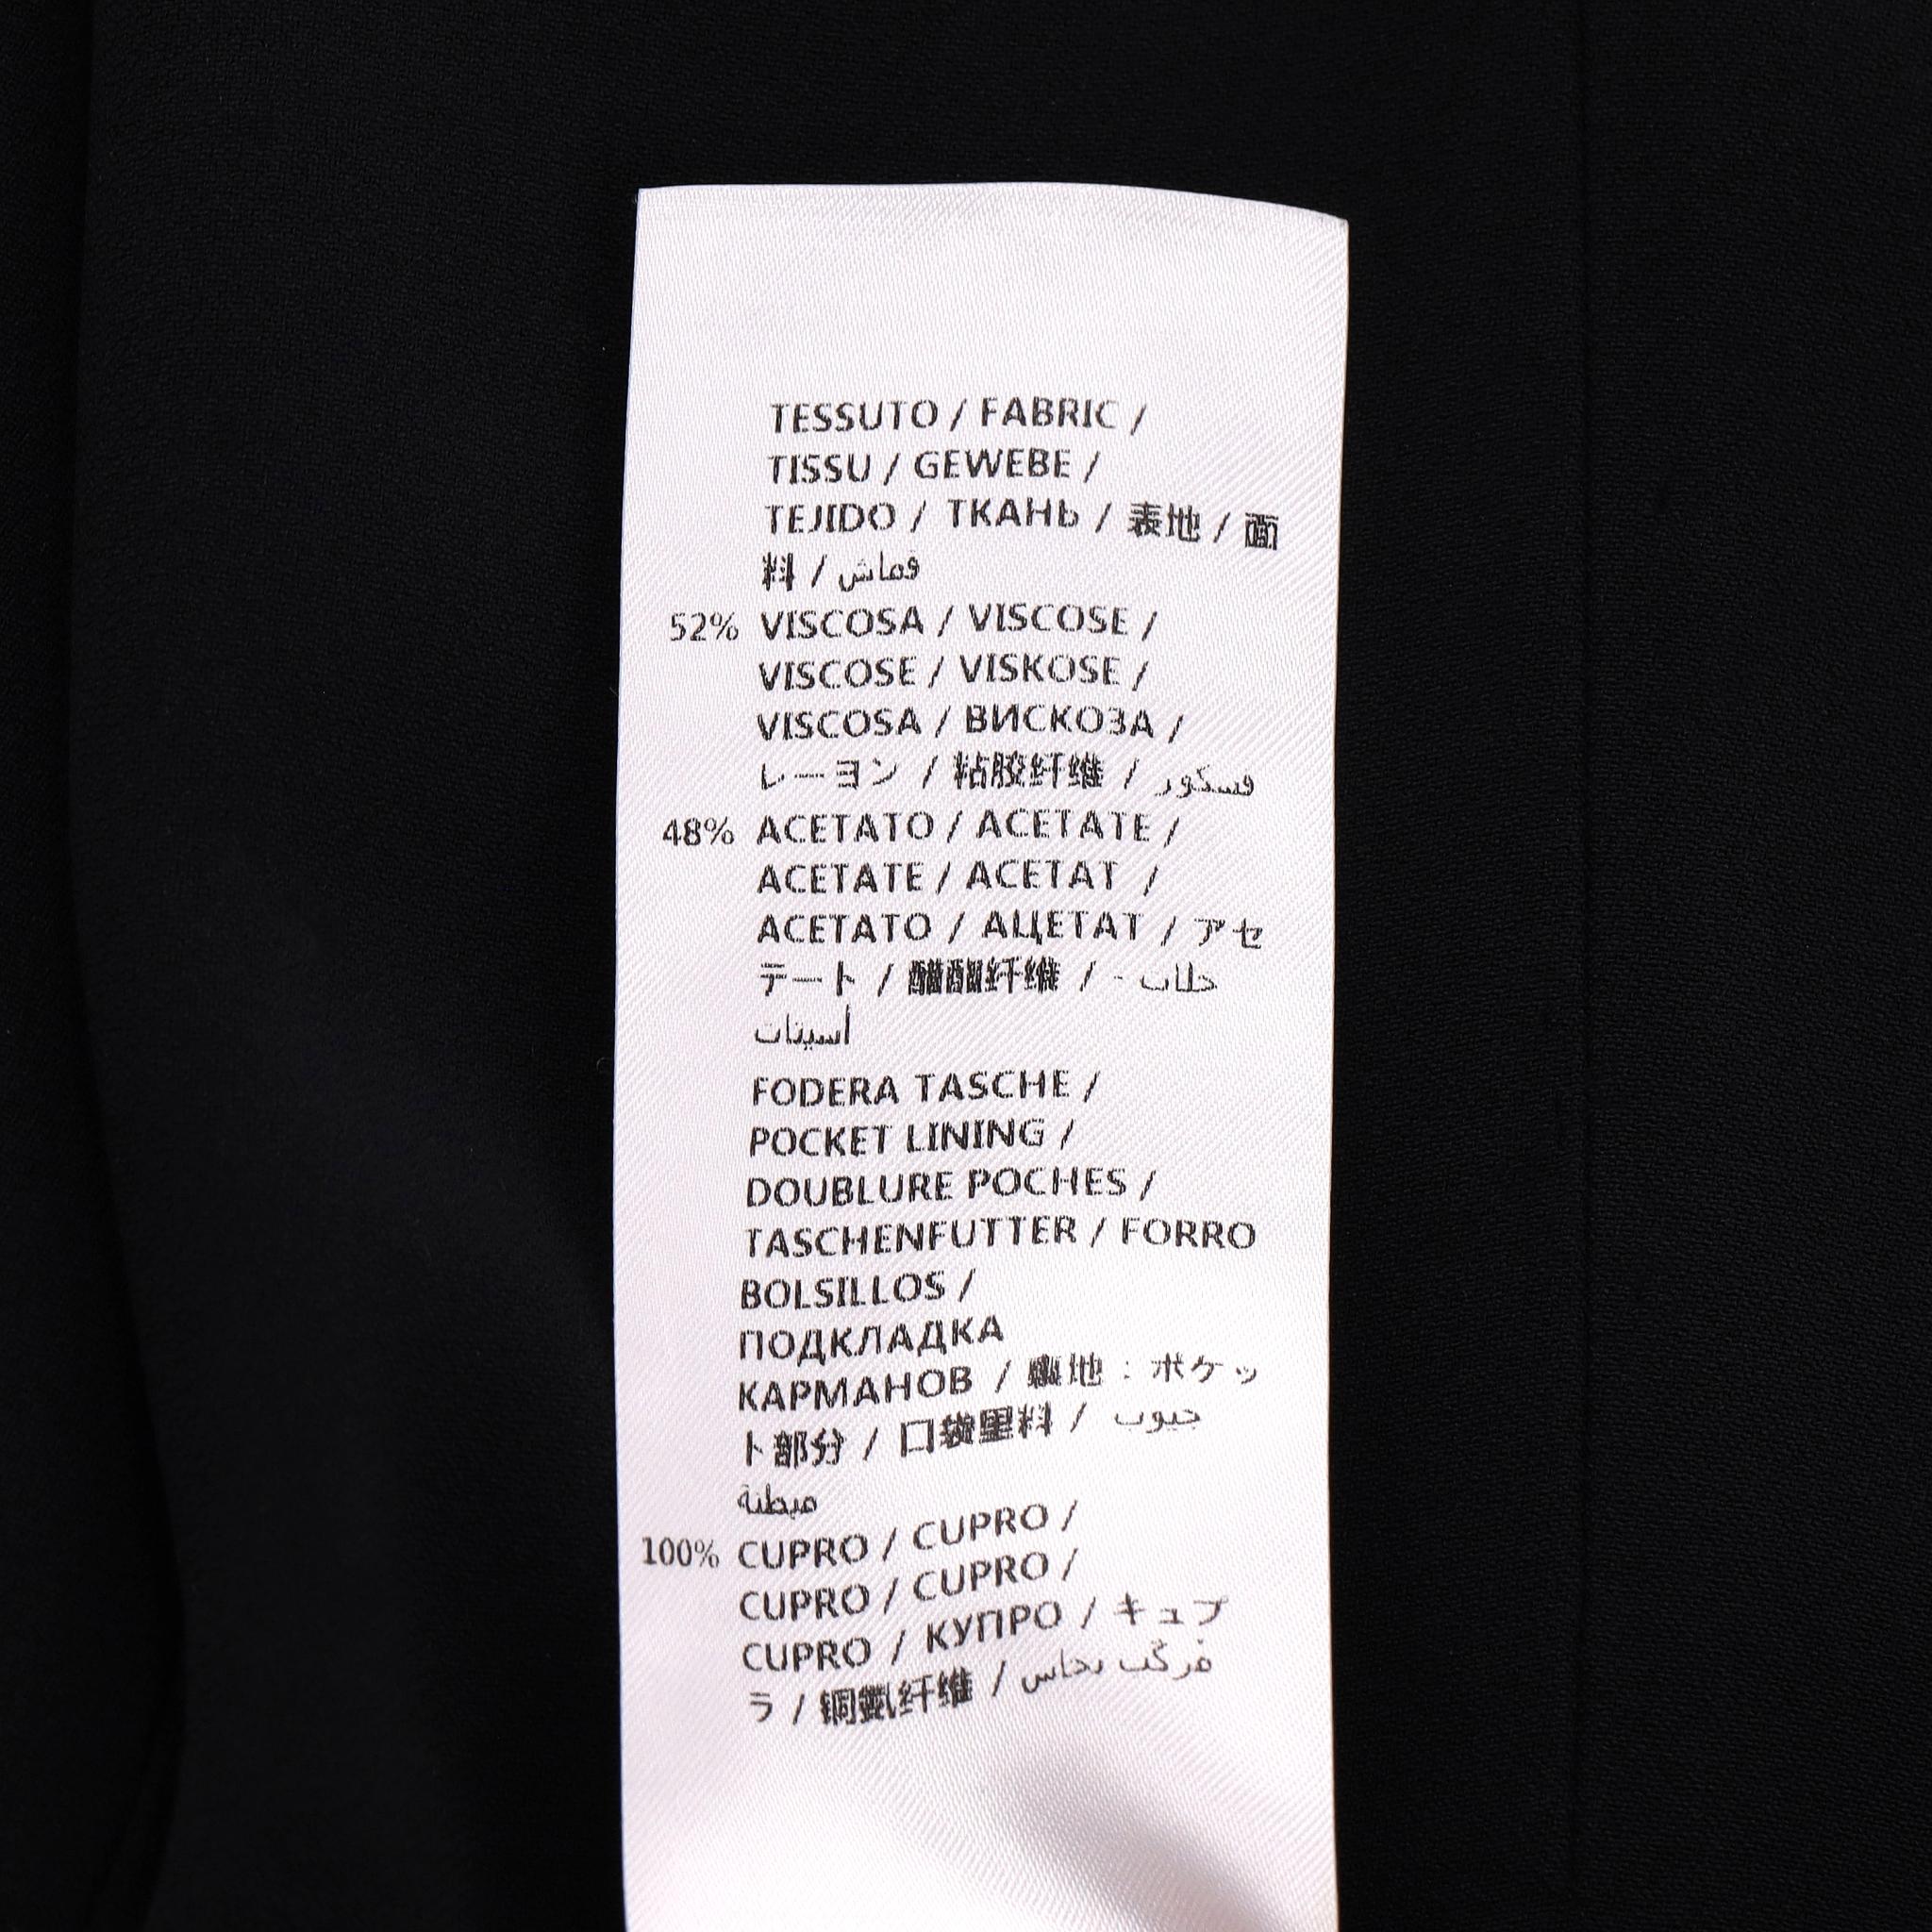 TESSUTO / FABRIC /
TISSU / GEWEBE /
TEJIDO / ТКАНЬ / 表地 / 面
料 / قماش
52% VISCOSA / VISCOSE /
VISCOSE / VISKOSE /
VISCOSA / ВИСКОЗА /
レーヨン / 粘胶纤维 / فسكوز
48% ACETATO / ACETATE /
ACETATE / ACETAT /
ACETATO / АЦЕТАТ / アセ
テート / 醋酯纤维 / - خلات
أسيتات
FODERA TASCHE /
POCKET LINING /
DOUBLURE POCHES /
TASCHENFUTTER / FORRO
BOLSILLOS /
ПОДКЛАДКА
КАРМАНОВ / 裏地 : ポケッ
ト部分 / 口袋里料 / جيوب
مبطنة
100% CUPRO / CUPRO /
CUPRO / CUPRO /
CUPRO / КУПРО / キュプ
ラ / 铜氨纤维 / مركب نحاس